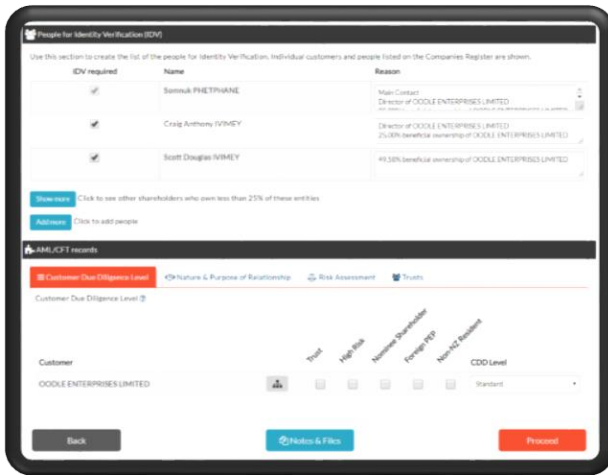 People for Identity Verification (IDV)
Use this section to create the list of the people for Identity Verification. Individual customers and people listed on the Companies Register are shown.
IDV required Name Reason
Somnuk PHETPHANE Main Contact
Director of OODLE ENTERPRISES LIMITED
Craig Anthony IVIMEY Director of OODLE ENTERPRISES LIMITED
25.00% beneficial ownership of OODLE ENTERPRISES LIMITED
Scott Douglas IVIMEY 49.50% beneficial ownership of OODLE ENTERPRISES LIMITED
Show more Click to see other shareholders who own less than 25% of these entities
Add more Click to add people
AML/CFT records
Customer Due Diligence Level Nature & Purpose of Relationship Risk Assessment Trusts
Customer Due Diligence Level
Customer Trust High Risk Nominee Shareholder Foreign PEP Non-NZ Resident CDD Level
OODLE ENTERPRISES LIMITED Standard
Back Notes & Files Proceed